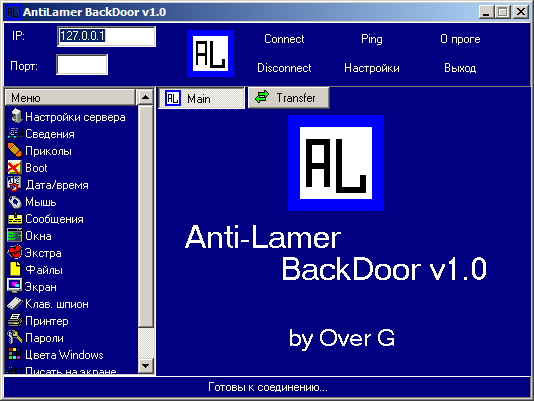 AntiLamer BackDoor v1.0
IP: 127.0.0.1
Порт:
AL
Connect Ping О проге
Disconnect Настройки Выход
Меню
AL Main Transfer
Настройки сервера
Сведения
Приколы
Boot
Дата/время
Мышь
Сообщения
Окна
Экстра
Файлы
Экран
Клав. шпион
Принтер
Пароли
Цвета Windows
Писать на экране
AL
Anti-Lamer
BackDoor v1.0
by Over G
Готовы к соединению...